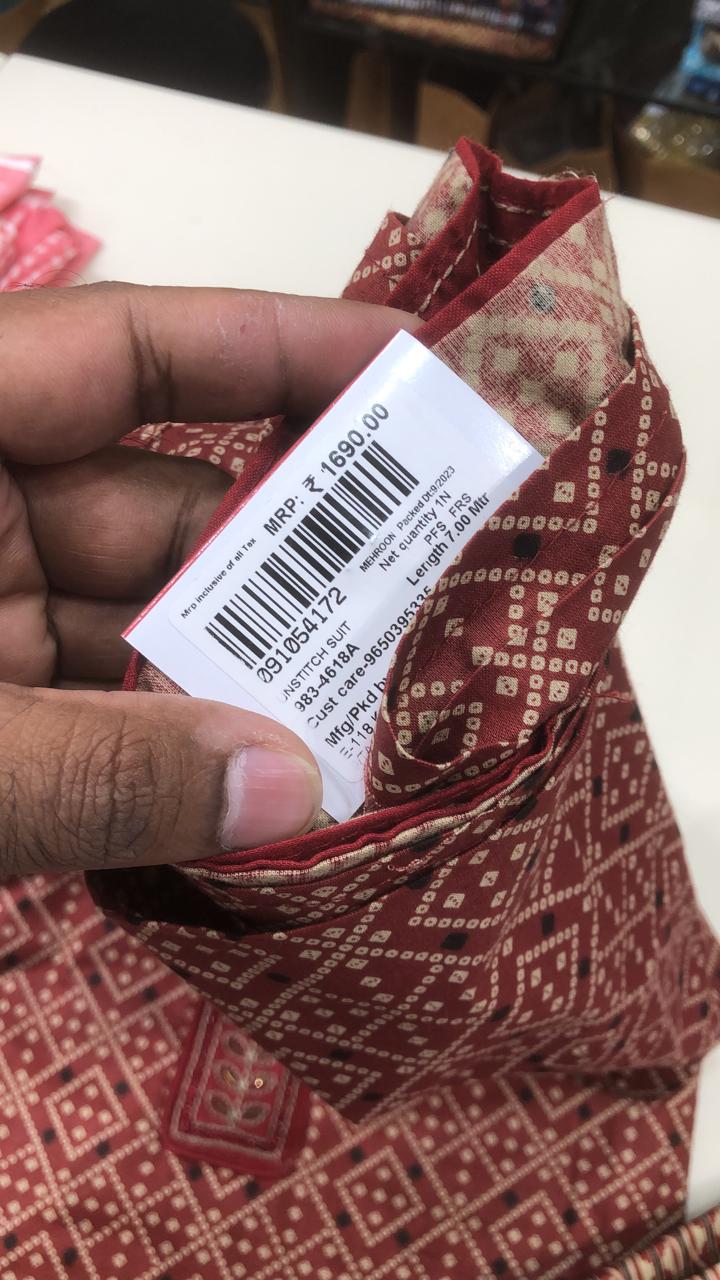 MRP: ₹ 1690.00
Mrp inclusive of all Tax
091054172
MEHROON Packed Dt:9/2023
Net quantity 1N
UNSTITCH SUIT PFS FRS
983-4618A Length 7.00 Mtr
Cust care-9650395335
Mfg/Pkd by
E-118